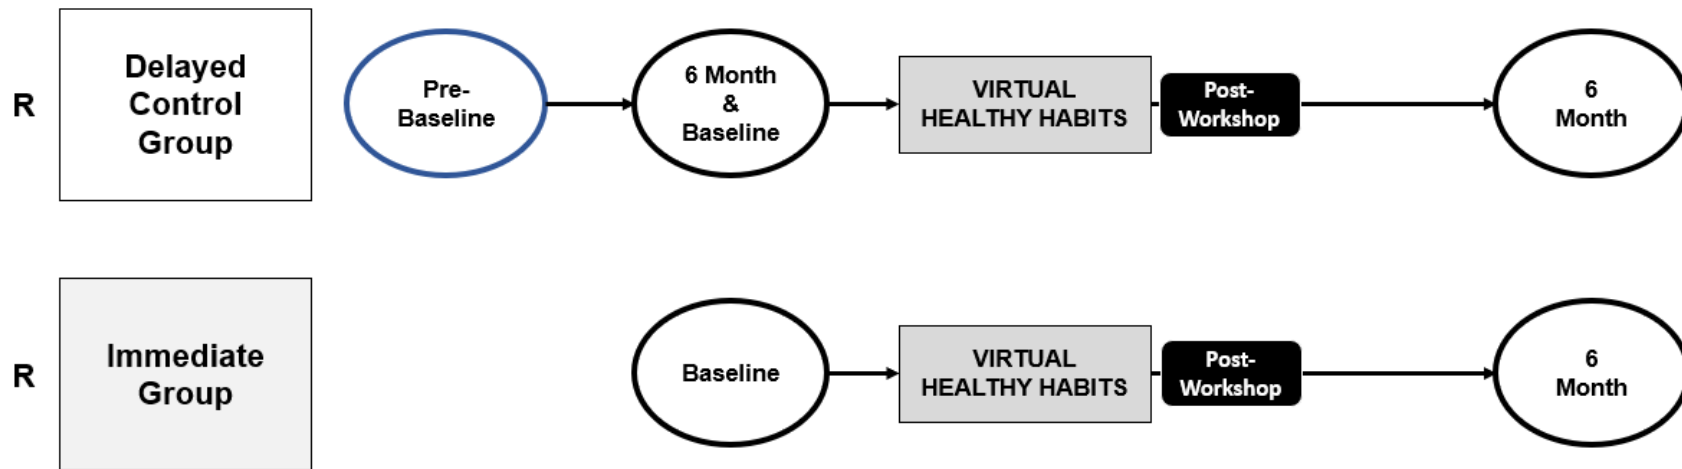 R
Delayed
Control
Group
Pre-
Baseline
6 Month
&
Baseline
VIRTUAL
HEALTHY HABITS
Post-
Workshop
6
Month
R
Immediate
Group
Baseline
VIRTUAL
HEALTHY HABITS
Post-
Workshop
6
Month